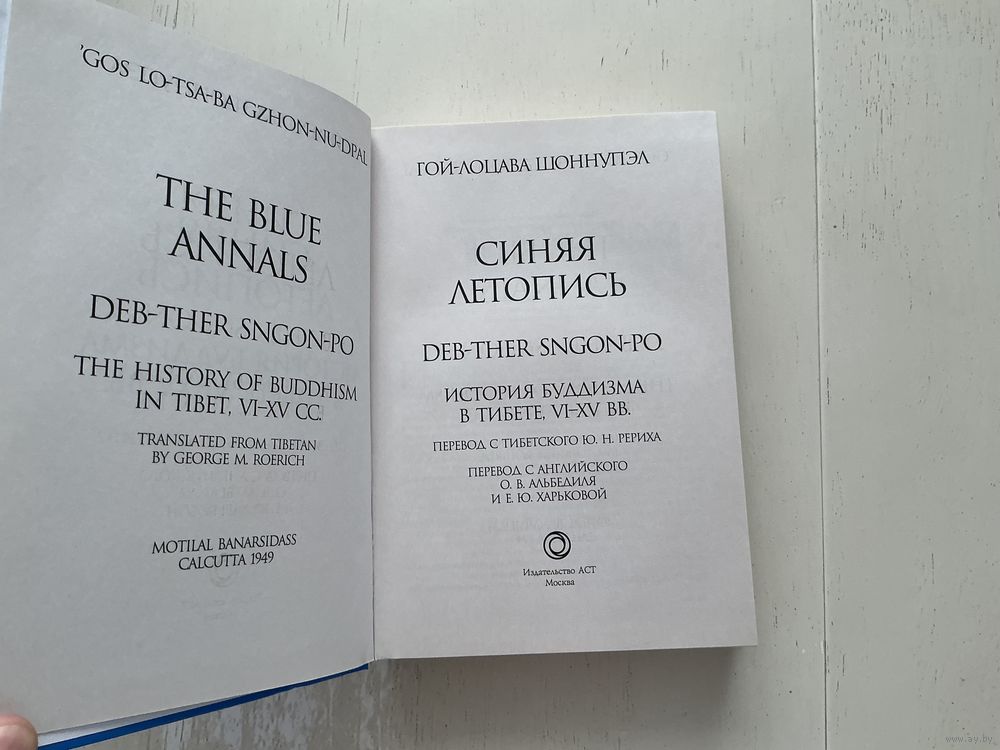 'GOS LO-TSA-BA GZHON-NU-DPAL
THE BLUE
ANNALS
DEB-THER SNGON-PO
THE HISTORY OF BUDDHISM
IN TIBET, VI–XV CC.
TRANSLATED FROM TIBETAN
BY GEORGE M. ROERICH
MOTILAL BANARSIDASS
CALCUTTA 1949
ГОЙ-ЛОЦАВА ШОННУПЭЛ
СИНЯЯ
ЛЕТОПИСЬ
DEB-THER SNGON-PO
ИСТОРИЯ БУДДИЗМА
В ТИБЕТЕ, VI–XV ВВ.
ПЕРЕВОД С ТИБЕТСКОГО Ю. Н. РЕРИХА
ПЕРЕВОД С АНГЛИЙСКОГО
О. В. АЛЬБЕДИЛЯ
И Е. Ю. ХАРЬКОВОЙ
Издательство АСТ
Москва
www.ay.by